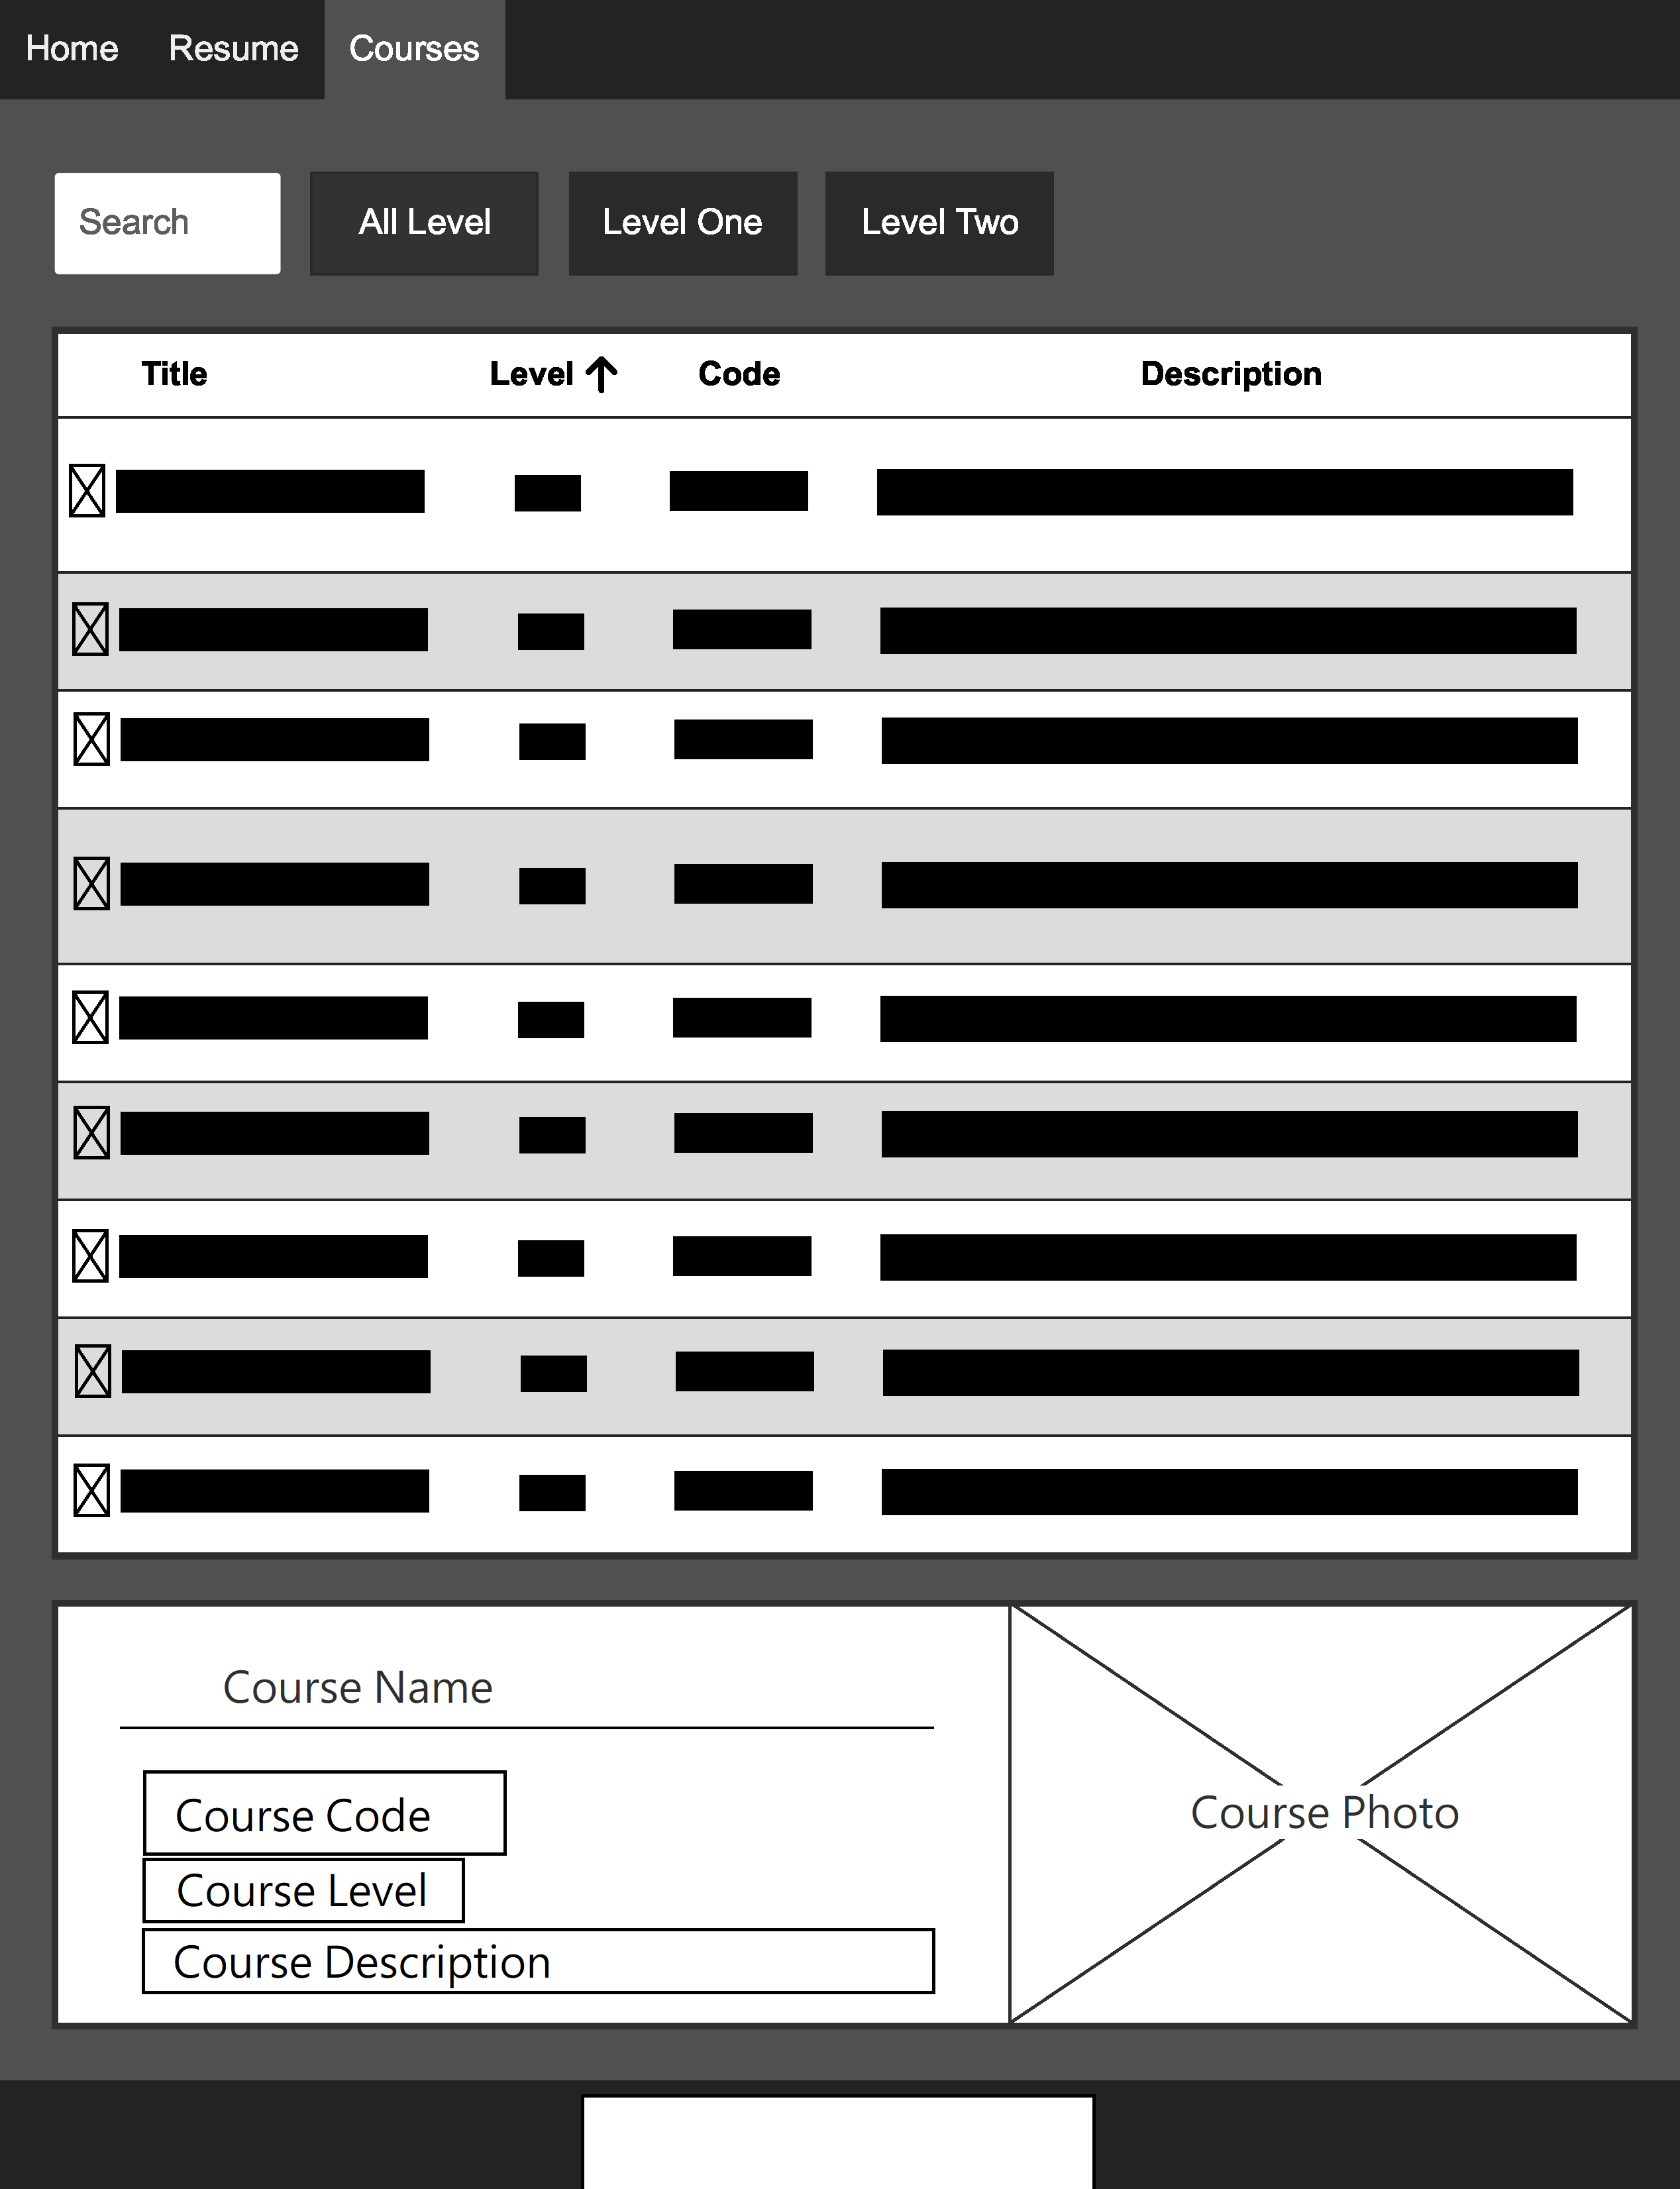 Home Resume Courses
Search All Level Level One Level Two
Title Level Code Description
Course Name
Course Code
Course Level
Course Description
Course Photo